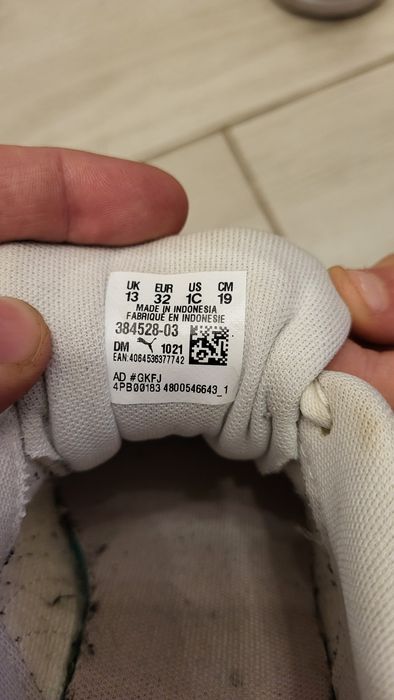 UK EUR US CM
13 32 1C 19
MADE IN INDONESIA
FABRIQUÉ EN INDONESIE
384528-03
DM 1021
EAN:4064536377742
AD #GKFJ
4PB00183 4800546643_1